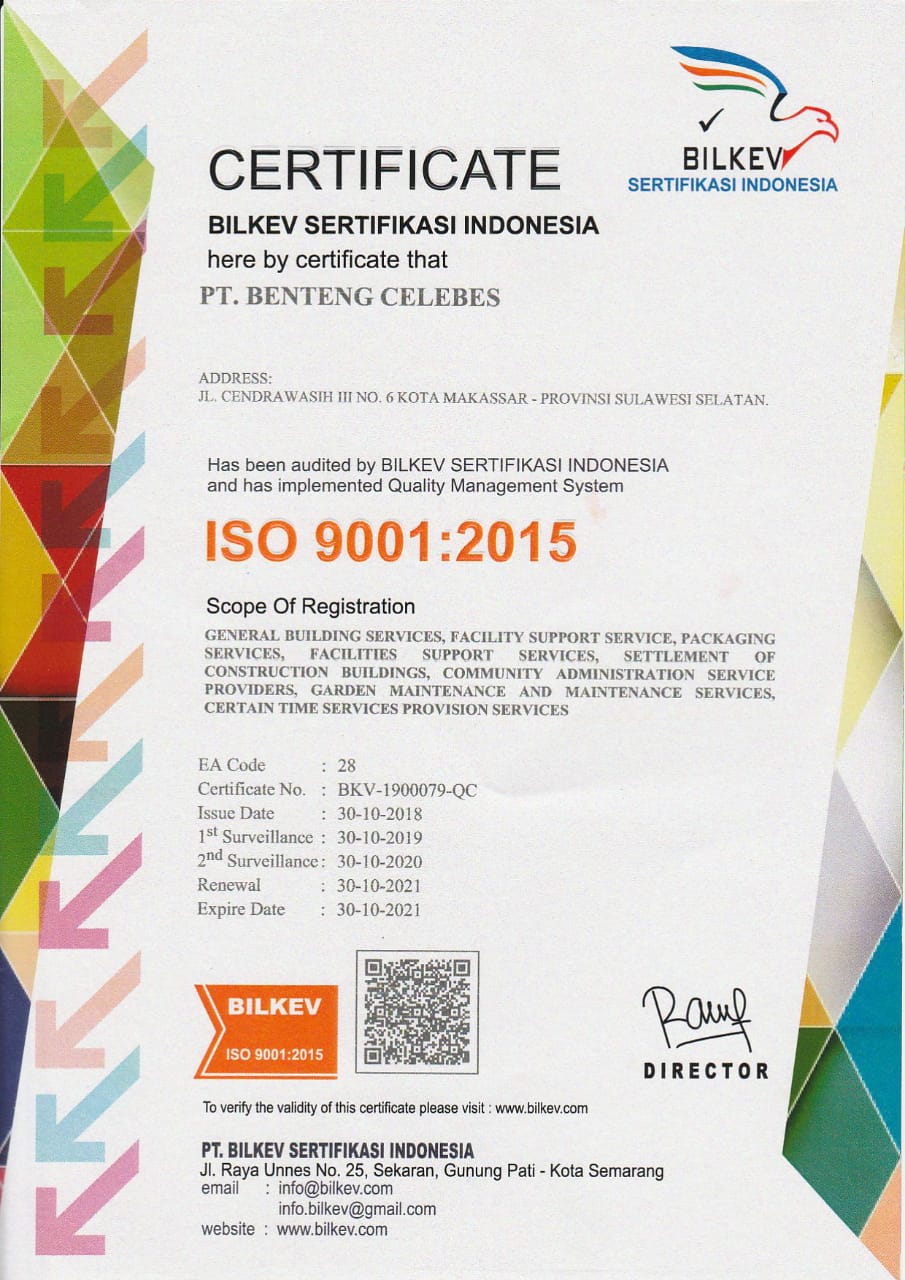 BILKEV
SERTIFIKASI INDONESIA
CERTIFICATE
BILKEV SERTIFIKASI INDONESIA
here by certificate that
PT. BENTENG CELEBES
ADDRESS:
JL. CENDRAWASIH III NO. 6 KOTA MAKASSAR - PROVINSI SULAWESI SELATAN.
Has been audited by BILKEV SERTIFIKASI INDONESIA
and has implemented Quality Management System
ISO 9001:2015
Scope Of Registration
GENERAL BUILDING SERVICES, FACILITY SUPPORT SERVICE, PACKAGING
SERVICES, FACILITIES SUPPORT SERVICES, SETTLEMENT OF
CONSTRUCTION BUILDINGS, COMMUNITY ADMINISTRATION SERVICE
PROVIDERS, GARDEN MAINTENANCE AND MAINTENANCE SERVICES,
CERTAIN TIME SERVICES PROVISION SERVICES
EA Code : 28
Certificate No. : BKV-1900079-QC
Issue Date : 30-10-2018
1st Surveillance : 30-10-2019
2nd Surveillance : 30-10-2020
Renewal : 30-10-2021
Expire Date : 30-10-2021
BILKEV
ISO 9001:2015
DIRECTOR
To verify the validity of this certificate please visit : www.bilkev.com
PT. BILKEV SERTIFIKASI INDONESIA
Jl. Raya Unnes No. 25, Sekaran, Gunung Pati - Kota Semarang
email : info@bilkev.com
info.bilkev@gmail.com
website : www.bilkev.com